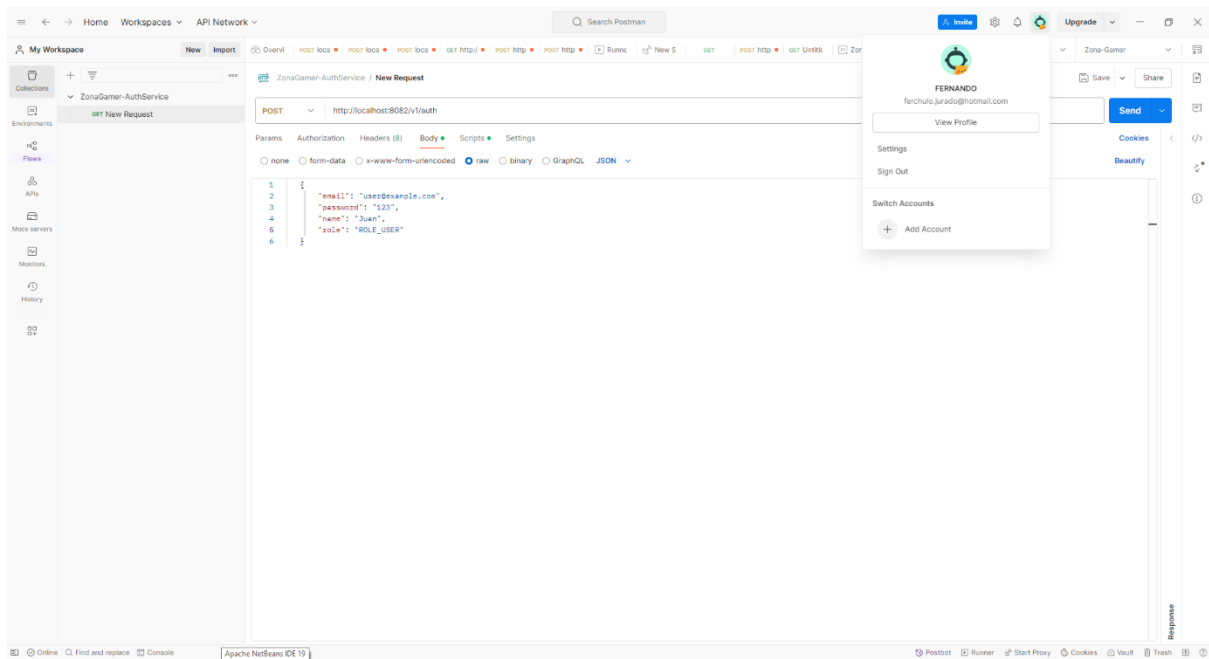 Home Workspaces API Network Search Postman Invite Upgrade
My Workspace New Import Overvi POST loca POST loca POST loca GET http:/ POST http POST http Runne New S GET POST http GET Untitle Zor Zona-Gamer
Collections
Environments
Flows
APIs
Mock servers
Monitors
History
ZonaGamer-AuthService
GET New Request
ZonaGamer-AuthService / New Request Save Share
POST http://localhost:8082/v1/auth Send
Params Authorization Headers (8) Body Scripts Settings Cookies
none form-data x-www-form-urlencoded raw binary GraphQL JSON Beautify
1 {
2 "email": "user@example.com",
3 "password": "123",
4 "name": "Juan",
5 "role": "ROLE_USER"
6 }
FERNANDO
ferchulo.jurado@hotmail.com
View Profile
Settings
Sign Out
Switch Accounts
+ Add Account
Response
Online Find and replace Console Apache NetBeans IDE 19 Postbot Runner Start Proxy Cookies Vault Trash